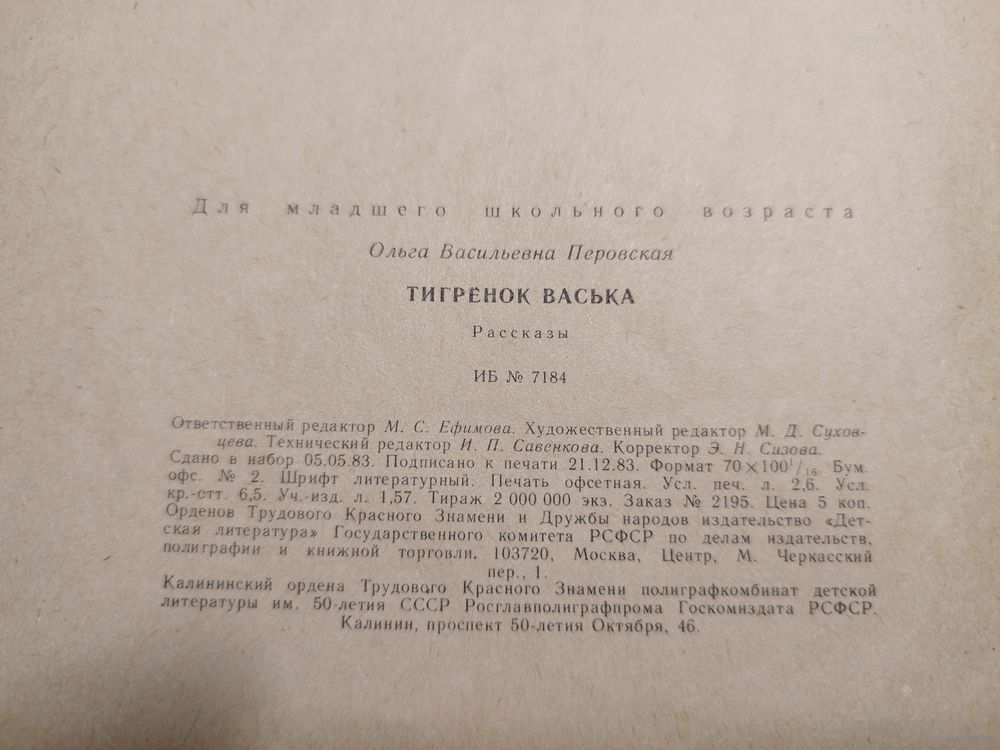 Для младшего школьного возраста
Ольга Васильевна Перовская
ТИГРЕНОК ВАСЬКА
Рассказы
ИБ № 7184
Ответственный редактор М. С. Ефимова. Художественный редактор М. Д. Сухов-
цева. Технический редактор И. П. Савенкова. Корректор Э. Н. Сизова.
Сдано в набор 05.05.83. Подписано к печати 21.12.83. Формат 70×100¹/₁₆. Бум.
офс. № 2. Шрифт литературный. Печать офсетная. Усл. печ. л. 2,6. Усл.
кр.-отт. 6,5. Уч.-изд. л. 1,57. Тираж 2 000 000 экз. Заказ № 2195. Цена 5 коп.
Орденов Трудового Красного Знамени и Дружбы народов издательство «Дет-
ская литература» Государственного комитета РСФСР по делам издательств,
полиграфии и книжной торговли. 103720, Москва, Центр, М. Черкасский
пер., 1.
Калининский ордена Трудового Красного Знамени полиграфкомбинат детской
литературы им. 50-летия СССР Росглавполиграфпрома Госкомиздата РСФСР.
Калинин, проспект 50-летия Октября, 46.